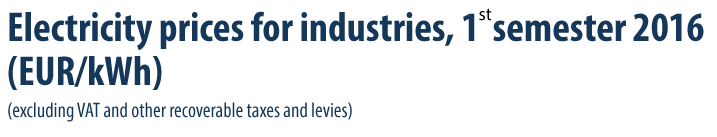 Electricity prices for industries, 1st semester 2016
(EUR/kWh)
(excluding VAT and other recoverable taxes and levies)